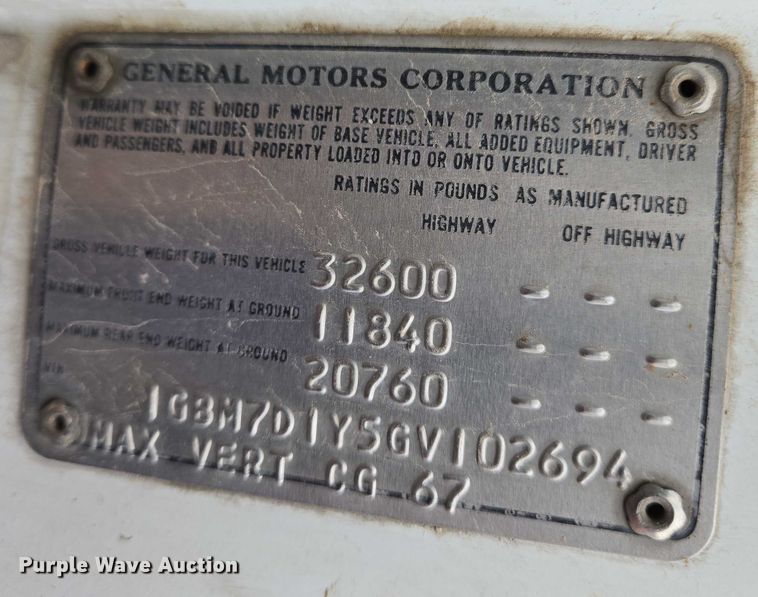 GENERAL MOTORS CORPORATION
WARRANTY MAY BE VOIDED IF WEIGHT EXCEEDS ANY OF RATINGS SHOWN. GROSS
VEHICLE WEIGHT INCLUDES WEIGHT OF BASE VEHICLE, ALL ADDED EQUIPMENT, DRIVER
AND PASSENGERS, AND ALL PROPERTY LOADED INTO OR ONTO VEHICLE.
RATINGS IN POUNDS AS MANUFACTURED
HIGHWAY OFF HIGHWAY
GROSS VEHICLE WEIGHT FOR THIS VEHICLE 32600 - - -
MAXIMUM FRONT END WEIGHT AT GROUND 11840 - - -
MAXIMUM REAR END WEIGHT AT GROUND 20760 - - -
VIN
1GBM7D1Y5GV102694
MAX VERT CG 67
Purple Wave Auction